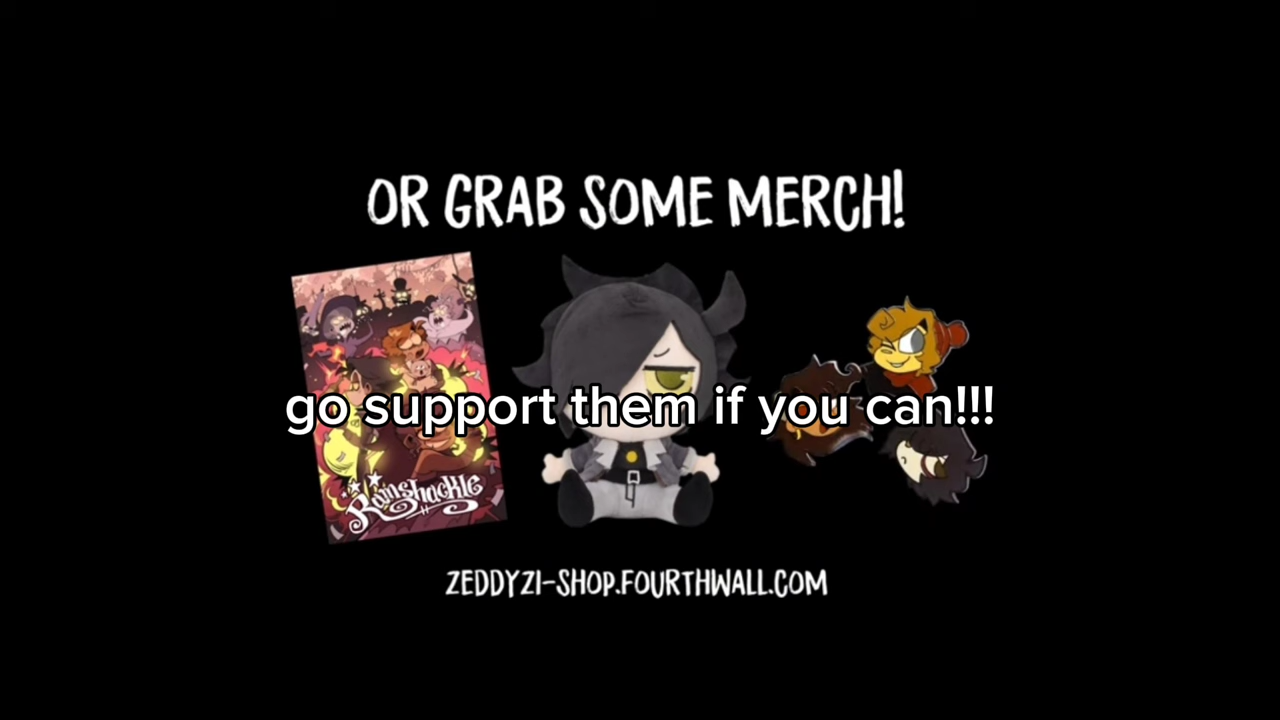 OR GRAB SOME MERCH!
go support them if you can!!!
Ramshackle
ZEDDYZI-SHOP.FOURTHWALL.COM